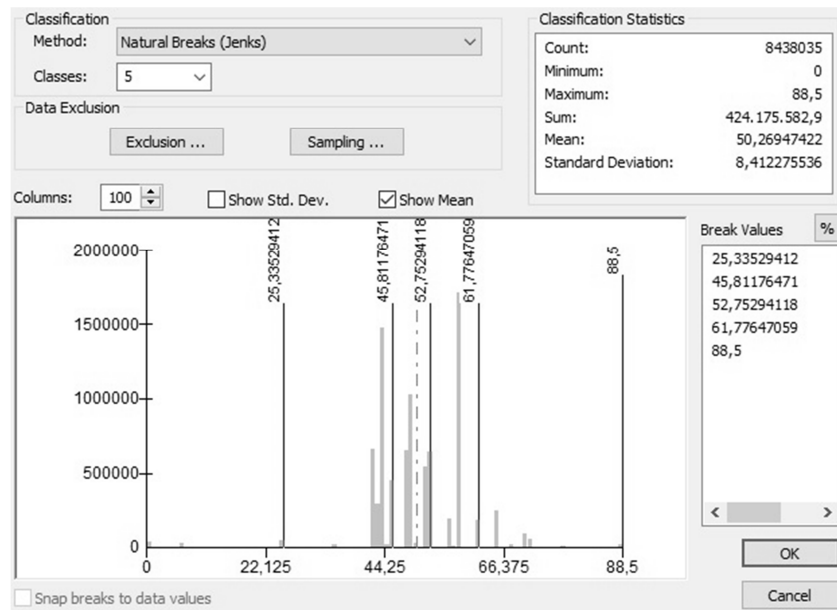 Classification
Method: Natural Breaks (Jenks)
Classes: 5
Data Exclusion
Exclusion ... Sampling ...
Columns: 100 Show Std. Dev. Show Mean
Classification Statistics
Count: 8438035
Minimum: 0
Maximum: 88,5
Sum: 424.175.582,9
Mean: 50,26947422
Standard Deviation: 8,412275536
2000000
1500000
1000000
500000
0
25,33529412
45,81176471
52,75294118
61,77647059
88,5
0 22,125 44,25 66,375 88,5
Break Values %
25,33529412
45,81176471
52,75294118
61,77647059
88,5
OK
Snap breaks to data values
Cancel